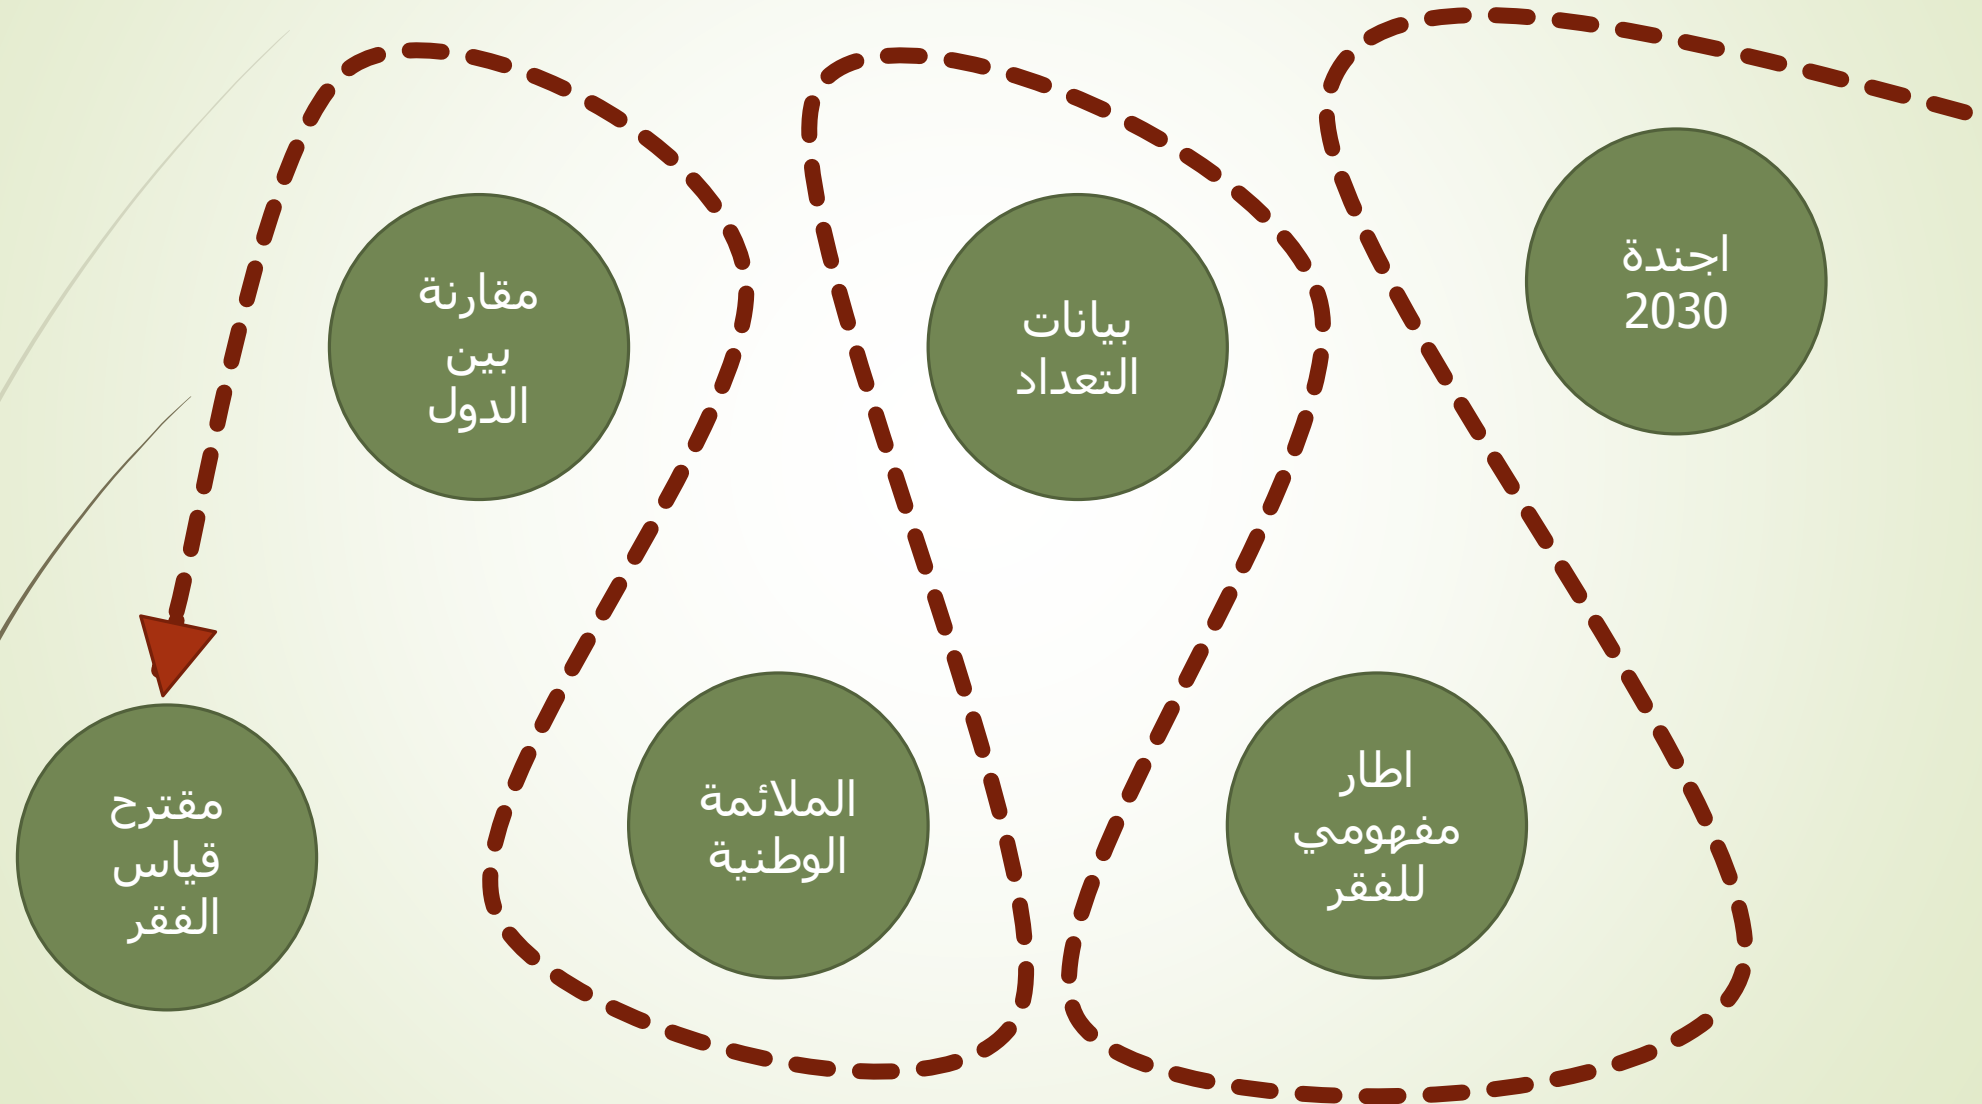 اجندة
2030
اطار
مفهومي
للفقر
بيانات
التعداد
الملائمة
الوطنية
مقارنة
بين
الدول
مقترح
قياس
الفقر